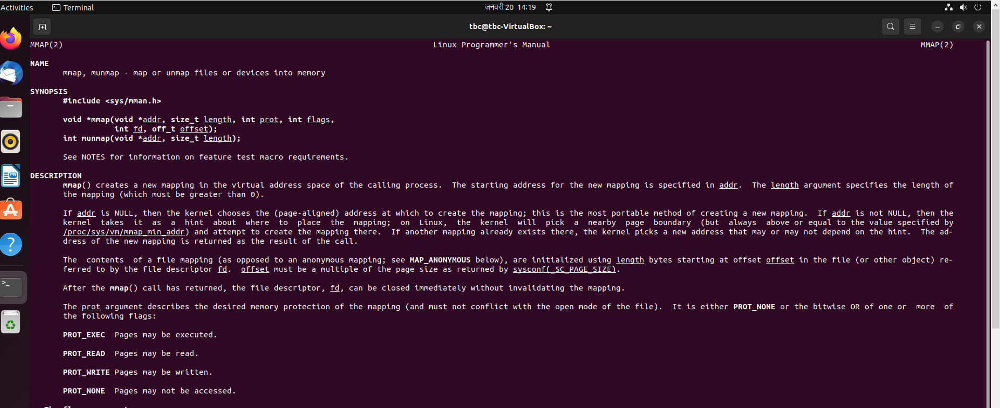 Activities Terminal जनवरी 20 14:19
tbc@tbc-VirtualBox: ~
MMAP(2) Linux Programmer's Manual MMAP(2)
NAME
mmap, munmap - map or unmap files or devices into memory
SYNOPSIS
#include <sys/mman.h>
void *mmap(void *addr, size_t length, int prot, int flags,
int fd, off_t offset);
int munmap(void *addr, size_t length);
See NOTES for information on feature test macro requirements.
DESCRIPTION
mmap() creates a new mapping in the virtual address space of the calling process. The starting address for the new mapping is specified in addr. The length argument specifies the length of
the mapping (which must be greater than 0).
If addr is NULL, then the kernel chooses the (page-aligned) address at which to create the mapping; this is the most portable method of creating a new mapping. If addr is not NULL, then the
kernel takes it as a hint about where to place the mapping; on Linux, the kernel will pick a nearby page boundary (but always above or equal to the value specified by
/proc/sys/vm/mmap_min_addr) and attempt to create the mapping there. If another mapping already exists there, the kernel picks a new address that may or may not depend on the hint. The ad-
dress of the new mapping is returned as the result of the call.
The contents of a file mapping (as opposed to an anonymous mapping; see MAP_ANONYMOUS below), are initialized using length bytes starting at offset offset in the file (or other object) re-
ferred to by the file descriptor fd. offset must be a multiple of the page size as returned by sysconf(_SC_PAGE_SIZE).
After the mmap() call has returned, the file descriptor, fd, can be closed immediately without invalidating the mapping.
The prot argument describes the desired memory protection of the mapping (and must not conflict with the open mode of the file). It is either PROT_NONE or the bitwise OR of one or more of
the following flags:
PROT_EXEC Pages may be executed.
PROT_READ Pages may be read.
PROT_WRITE Pages may be written.
PROT_NONE Pages may not be accessed.